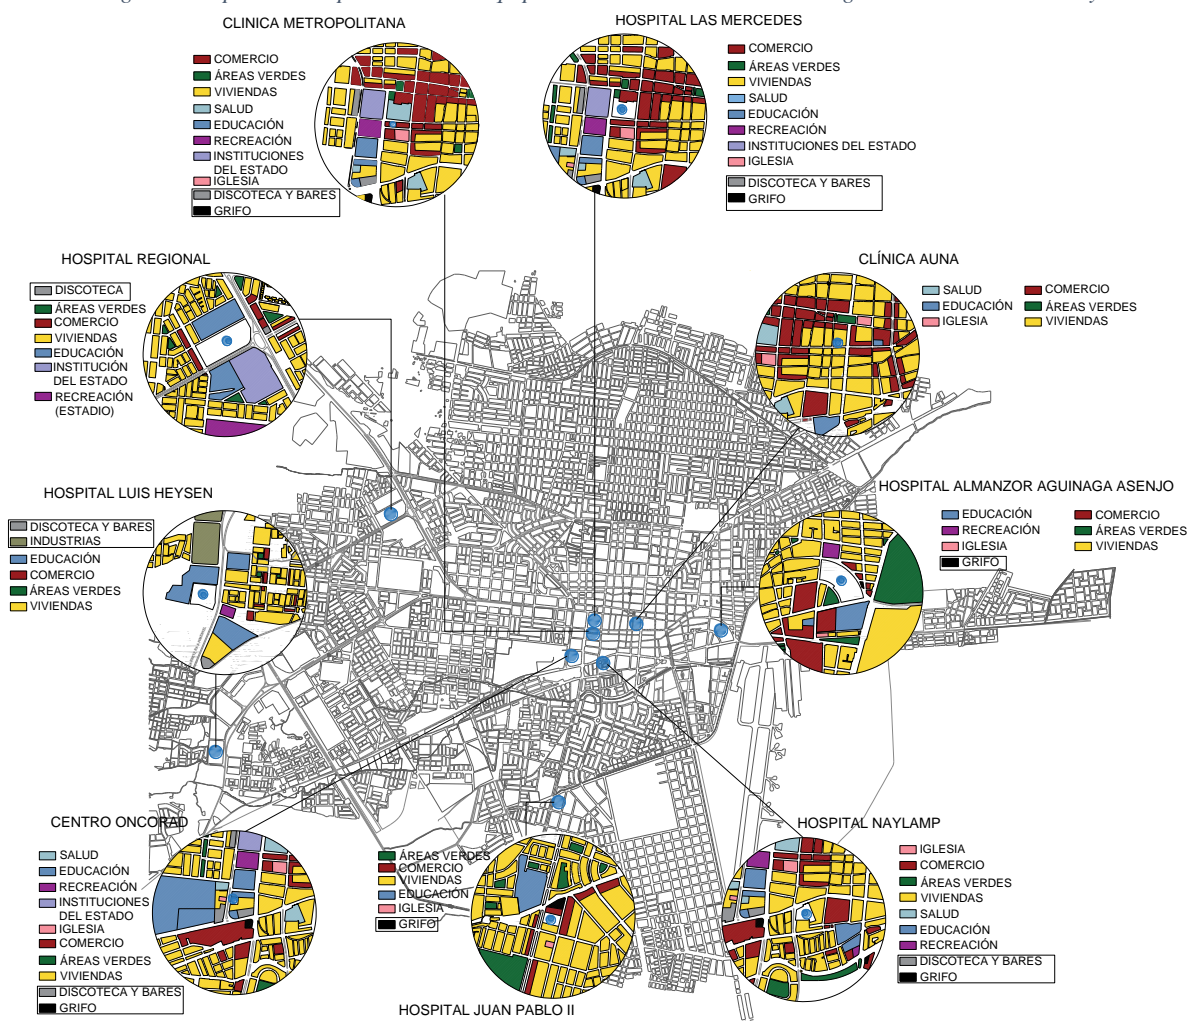 CLINICA METROPOLITANA
COMERCIO
ÁREAS VERDES
VIVIENDAS
SALUD
EDUCACIÓN
RECREACIÓN
INSTITUCIONES
DEL ESTADO
IGLESIA
DISCOTECA Y BARES
GRIFO
HOSPITAL LAS MERCEDES
COMERCIO
ÁREAS VERDES
VIVIENDAS
SALUD
EDUCACIÓN
RECREACIÓN
INSTITUCIONES DEL ESTADO
IGLESIA
DISCOTECA Y BARES
GRIFO
HOSPITAL REGIONAL
DISCOTECA
ÁREAS VERDES
COMERCIO
VIVIENDAS
EDUCACIÓN
INSTITUCIÓN
DEL ESTADO
RECREACIÓN
(ESTADIO)
CLÍNICA AUNA
SALUD
EDUCACIÓN
IGLESIA
COMERCIO
ÁREAS VERDES
VIVIENDAS
HOSPITAL LUIS HEYSEN
DISCOTECA Y BARES
INDUSTRIAS
EDUCACIÓN
COMERCIO
ÁREAS VERDES
VIVIENDAS
HOSPITAL ALMANZOR AGUINAGA ASENJO
EDUCACIÓN
RECREACIÓN
IGLESIA
GRIFO
COMERCIO
ÁREAS VERDES
VIVIENDAS
CENTRO ONCORAD
SALUD
EDUCACIÓN
RECREACIÓN
INSTITUCIONES
DEL ESTADO
IGLESIA
COMERCIO
ÁREAS VERDES
VIVIENDAS
DISCOTECA Y BARES
GRIFO
ÁREAS VERDES
COMERCIO
VIVIENDAS
EDUCACIÓN
IGLESIA
GRIFO
HOSPITAL JUAN PABLO II
HOSPITAL NAYLAMP
IGLESIA
COMERCIO
ÁREAS VERDES
VIVIENDAS
SALUD
EDUCACIÓN
RECREACIÓN
DISCOTECA Y BARES
GRIFO